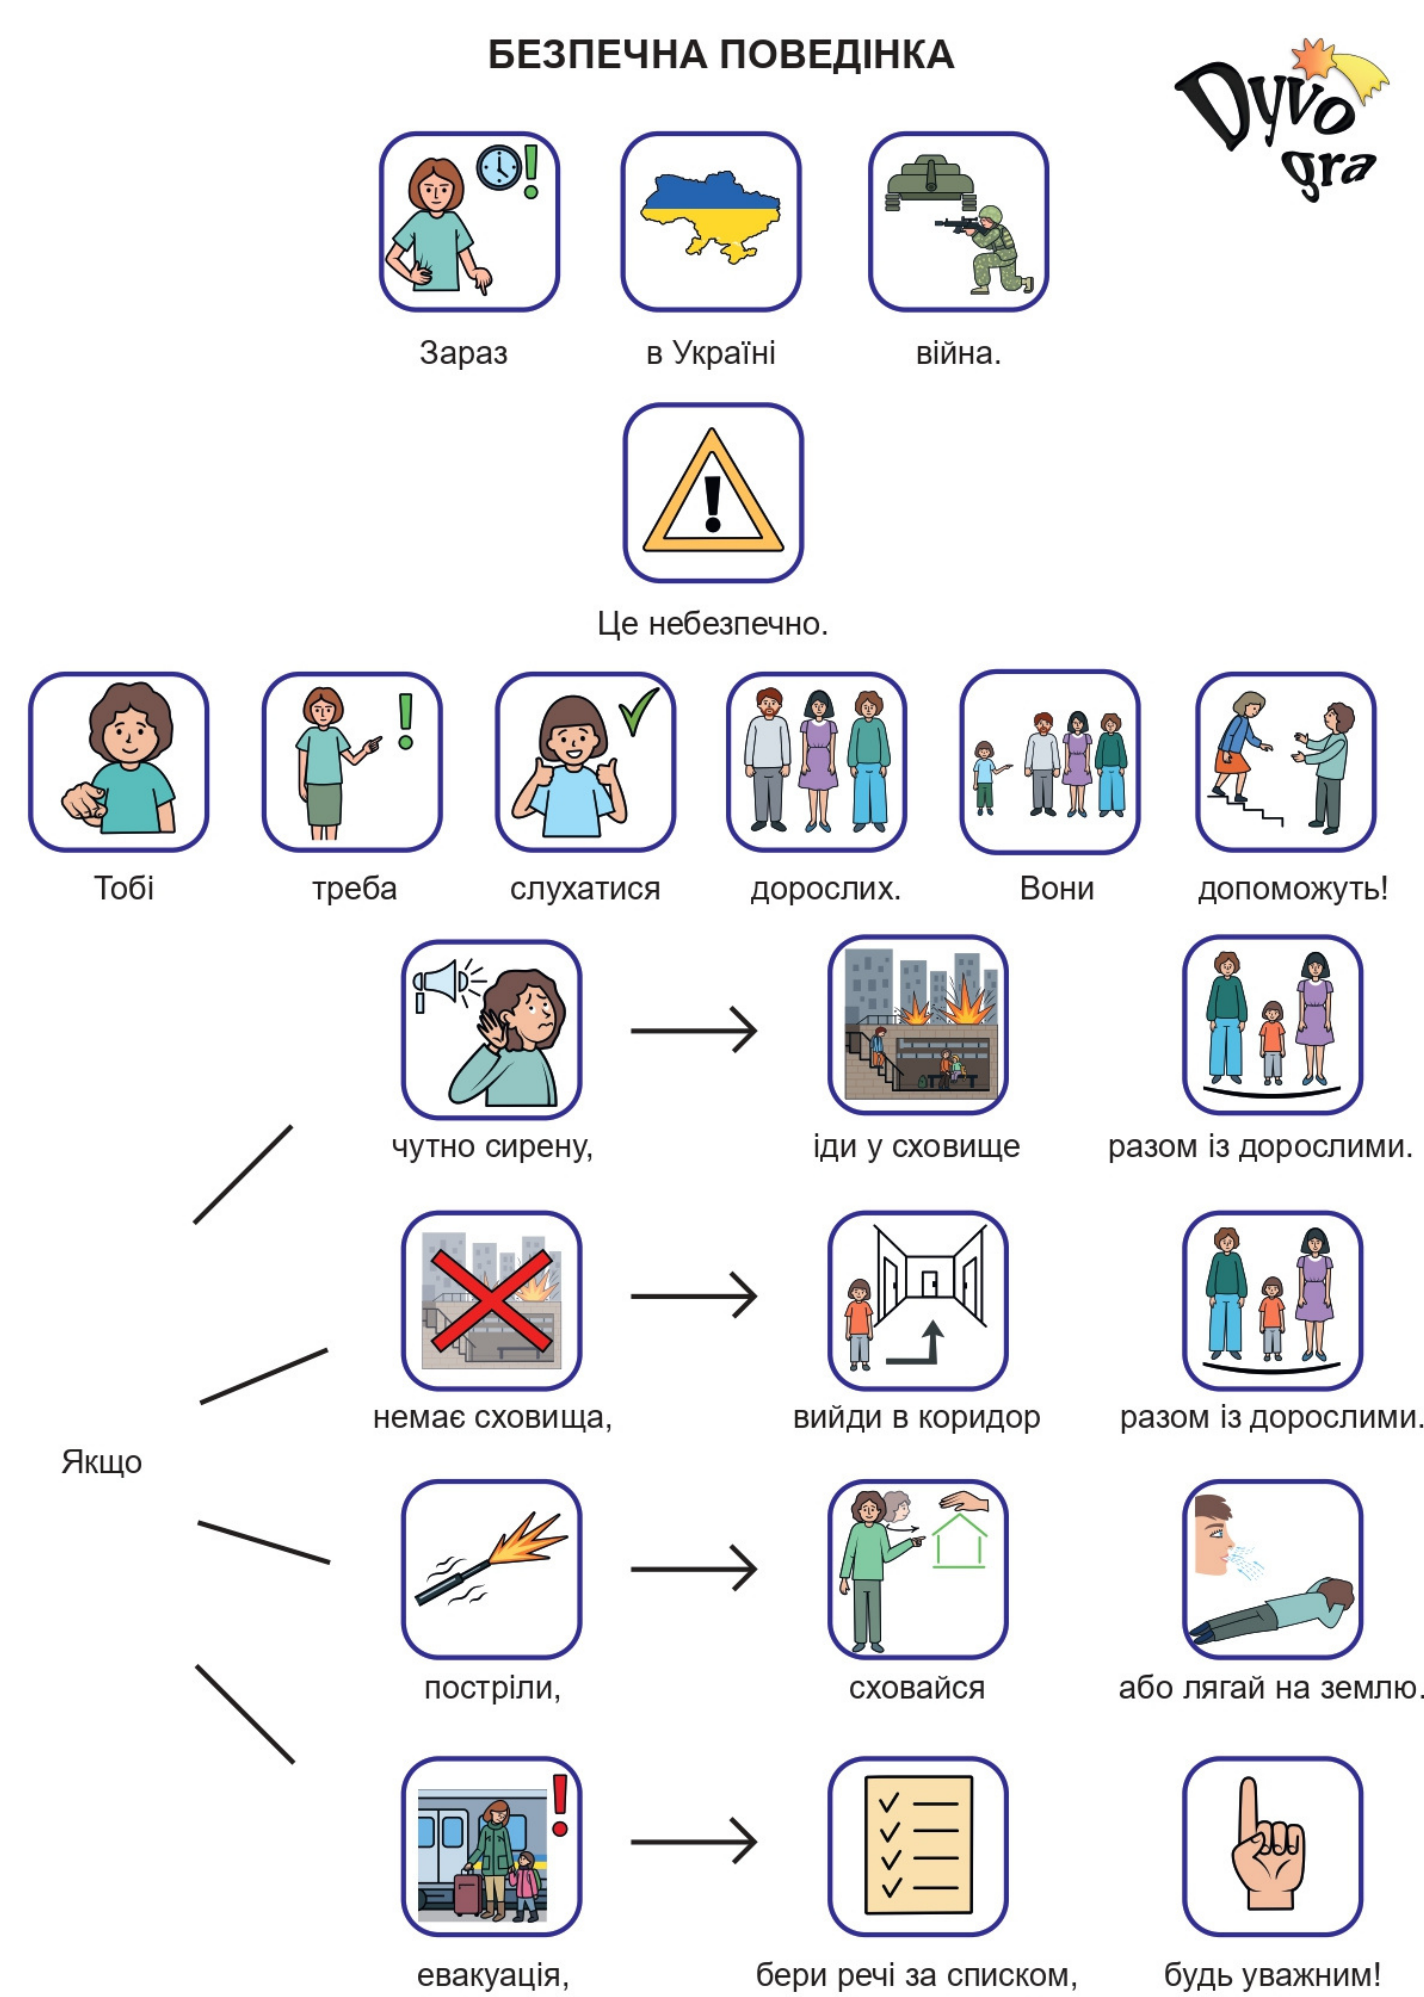 БЕЗПЕЧНА ПОВЕДІНКА
Dyvo
gra
Зараз в Україні війна.
Це небезпечно.
Тобі треба слухатися дорослих. Вони допоможуть!
Якщо
чутно сирену, іди у сховище разом із дорослими.
немає сховища, вийди в коридор разом із дорослими.
постріли, сховайся або лягай на землю.
евакуація, бери речі за списком, будь уважним!